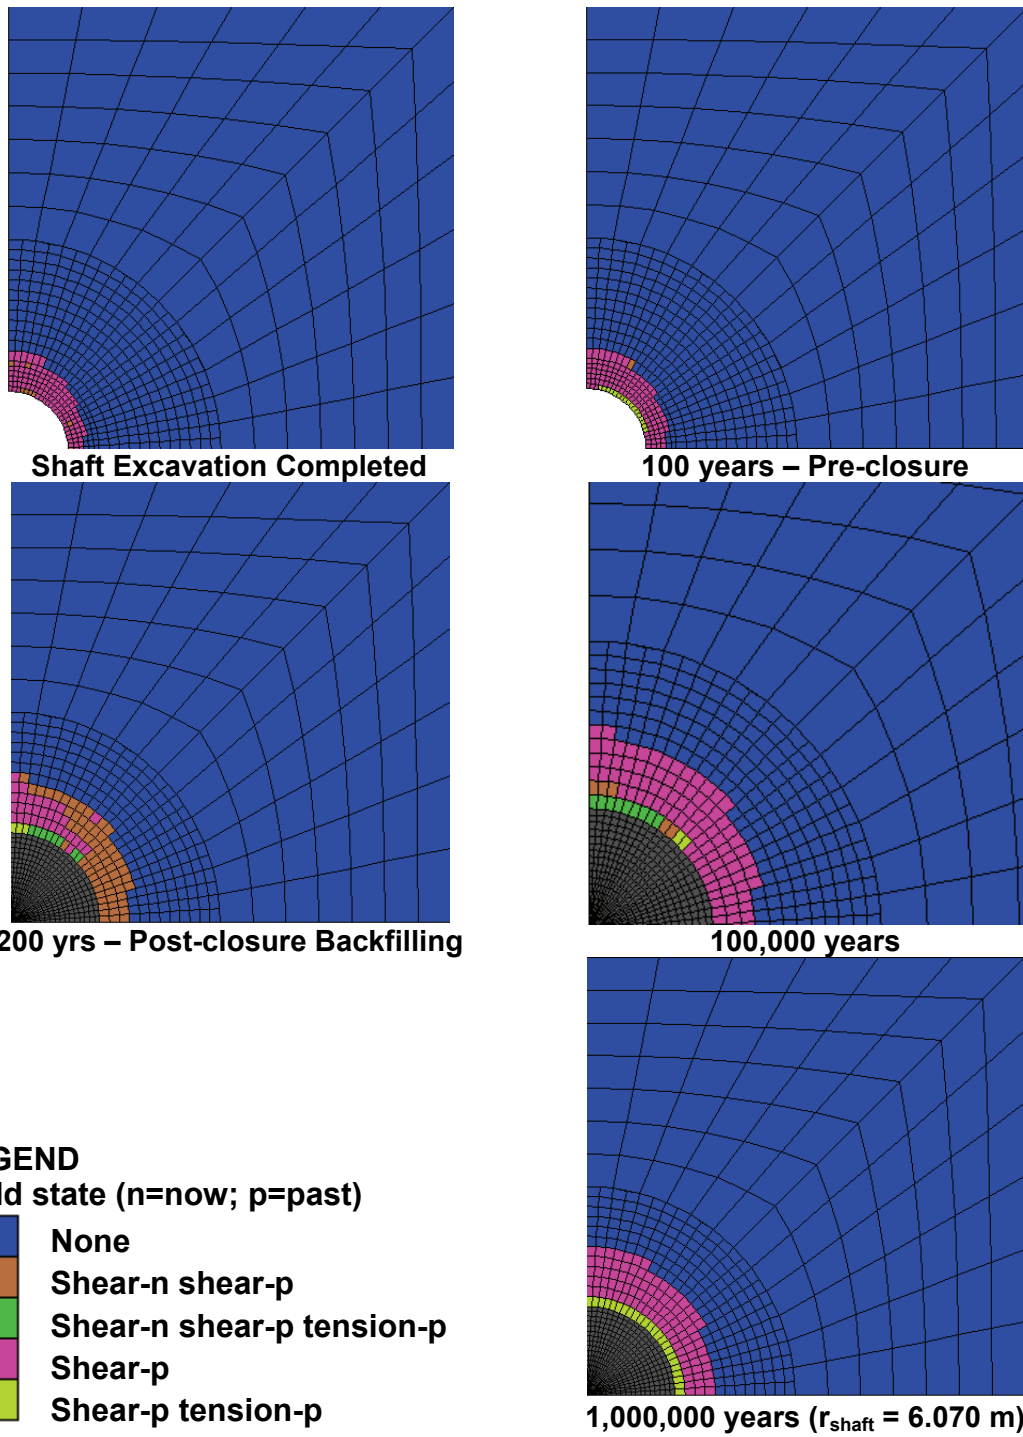 Shaft Excavation Completed
100 years – Pre-closure
200 yrs – Post-closure Backfilling
100,000 years
GEND
ld state (n=now; p=past)
None
Shear-n shear-p
Shear-n shear-p tension-p
Shear-p
Shear-p tension-p
1,000,000 years (rshaft = 6.070 m)